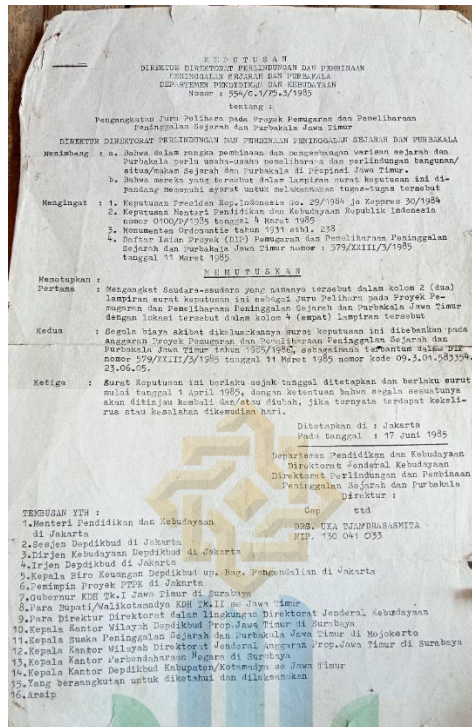 K E P U T U S A N
DIREKTUR DIREKTORAT PERLINDUNGAN DAN PEMBINAAN
PENINGGALAN SEJARAH DAN PURBAKALA
DEPARTEMEN PENDIDIKAN DAN KEBUDAYAAN
Nomor : 554/C.1/P5.3/1985
tentang :
Pengangkatan Juru Pelihara pada Proyek Pemugaran dan Pemeliharaan
Peninggalan Sejarah dan Purbakala Jawa Timur
DIREKTUR DIREKTORAT PERLINDUNGAN DAN PEMBINAAN PENINGGALAN SEJARAH DAN PURBAKALA
Menimbang : a. Bahwa dalam rangka pembinaan dan pengembangan warisan sejarah dan
Purbakala perlu usaha-usaha pemeliharaan dan perlindungan bangunan/
situs/makam Sejarah dan Purbakala di Propinsi Jawa Timur.
b. Bahwa mereka yang tersebut dalam lampiran surat keputusan ini di-
pandang memenuhi syarat untuk melaksanakan tugas-tugas tersebut
Mengingat : 1. Keputusan Presiden Rep.Indonesia No. 29/1984 jo Keppres 30/1984
2. Keputusan Menteri Pendidikan dan Kebudayaan Republik Indonesia
nomor 0100/P/1985 tanggal 4 Maret 1985
3. Monumenten Ordonantie tahun 1931 stbl. 238
4. Daftar Isian Proyek (DIP) Pemugaran dan Pemeliharaan Peninggalan
Sejarah dan Purbakala Jawa Timur nomor : 579/XXIII/3/1985
tanggal 11 Maret 1985.
M E M U T U S K A N
Menetapkan :
Pertama : Mengangkat Saudara-saudara yang namanya tersebut dalam kolom 2 (dua)
lampiran surat keputusan ini sebagai Juru Pelihara pada Proyek Pe-
mugaran dan Pemeliharaan Peninggalan Sejarah dan Purbakala Jawa Timur
dengan lokasi tersebut dalam kolom 4 (empat) lampiran tersebut
Kedua : Segala biaya akibat dikeluarkannya surat keputusan ini dibebankan pada
anggaran Proyek Pemugaran dan Pemeliharaan Peninggalan Sejarah dan
Purbakala Jawa Timur tahun 1985/1986, sebagaimana tercantum dalam DIP
nomor 579/XXIII/3/1985 tanggal 11 Maret 1985 nomor kode 09.3.01.583354.
23.06.05.
Ketiga : Surat Keputusan ini berlaku sejak tanggal ditetapkan dan berlaku surut
mulai tanggal 1 April 1985, dengan ketentuan bahwa segala sesuatunya
akan ditinjau kembali dan/atau diubah, jika ternyata terdapat kekeli-
rua atau kesalahan dikemudian hari.
Ditetapkan di : Jakarta
Pada tanggal : 17 Juni 1985
Departemen Pendidikan dan Kebudayaan
Direktorat Jenderal Kebudayaan
Direktorat Perlindungan dan Pembinaan
Peninggalan Sejarah dan Purbakala
Direktur :
Cap ttd
DRS. UKA TJANDRASASMITA
NIP. 130 041 033
TEMBUSAN YTH :
1.Menteri Pendidikan dan Kebudayaan
di Jakarta
2.Sesjen Depdikbud di Jakarta
3.Dirjen Kebudayaan Depdikbud di Jakarta
4.Irjen Depdikbud di Jakarta
5.Kepala Biro Keuangan Depdikbud up. Bag. Pengendalian di Jakarta
6.Pemimpin Proyek PTPK di Jakarta
7.Gubernur KDH Tk.I Jawa Timur di Surabaya
8.Para Bupati/Walikotamadya KDH Tk.II se Jawa Timur
9.Para Direktur Direktorat dalam lingkungan Direktorat Jenderal Kebudayaan
10.Kepala Kantor Wilayah Depdikbud Prop.Jawa Timur di Surabaya
11.Kepala Suaka Peninggalan Sejarah dan Purbakala Jawa Timur di Mojokerto
12.Kepala Kantor Wilayah Direktorat Jenderal Anggaran Prop.Jawa Timur di Surabaya
13.Kepala Kantor Perbendaharaan Negara di Surabaya
14.Kepala Kantor Depdikbud Kabupaten/Kotamadya se Jawa Timur
15.Yang bersangkutan untuk diketahui dan dilaksanakan
16.Arsip